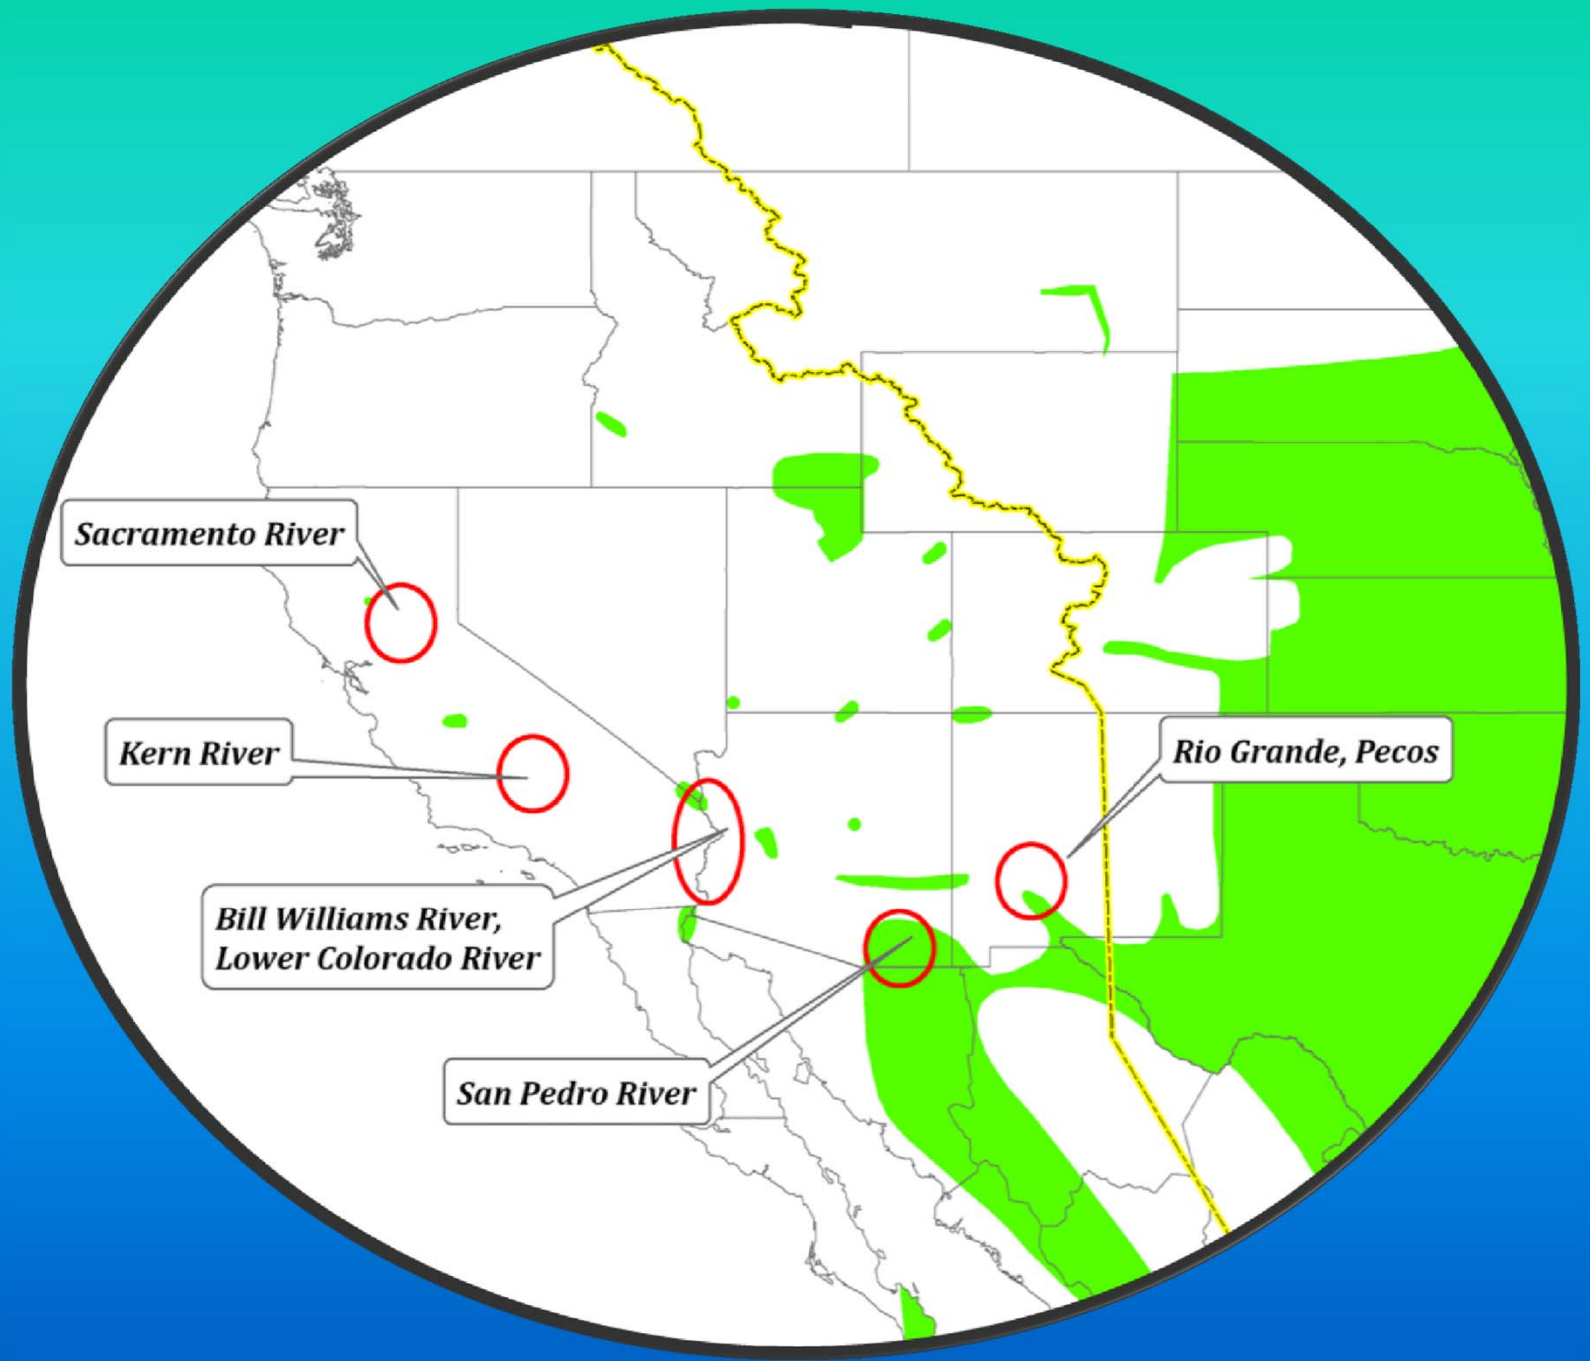 Sacramento River
Kern River
Rio Grande, Pecos
Bill Williams River,
Lower Colorado River
San Pedro River